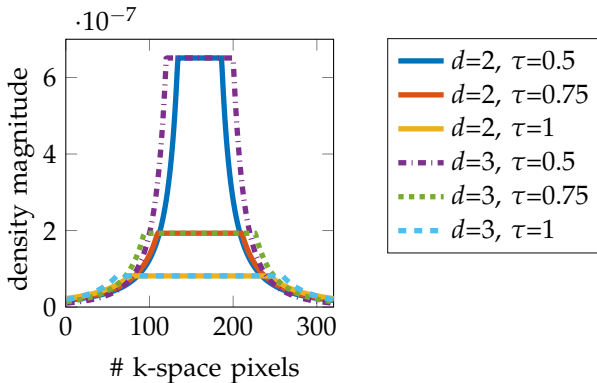 ·10⁻⁷
6
4
2
0
0 100 200 300
density magnitude
# k-space pixels
d=2, τ=0.5
d=2, τ=0.75
d=2, τ=1
d=3, τ=0.5
d=3, τ=0.75
d=3, τ=1